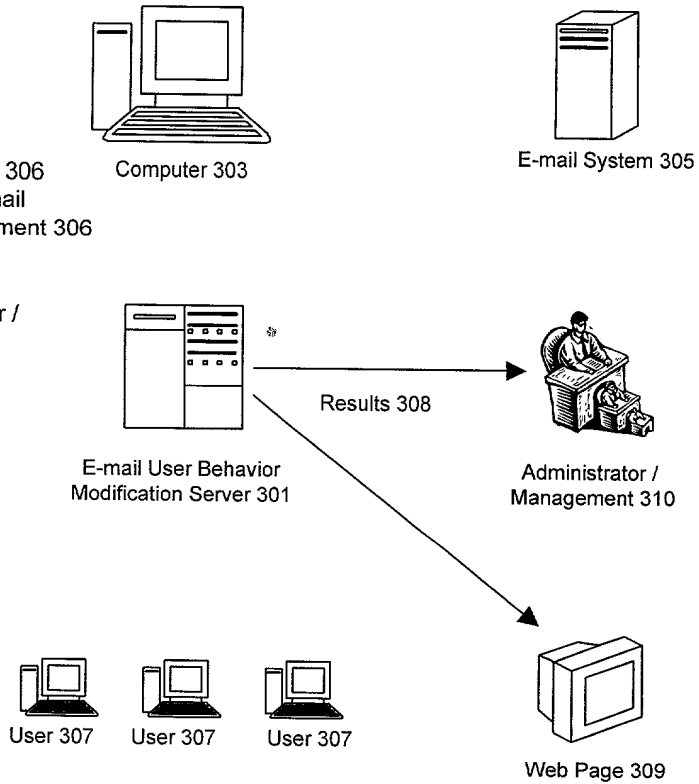 306
Computer 303
E-mail System 305
ail
ment 306
r /
Results 308
E-mail User Behavior
Modification Server 301
Administrator /
Management 310
User 307
User 307
User 307
Web Page 309